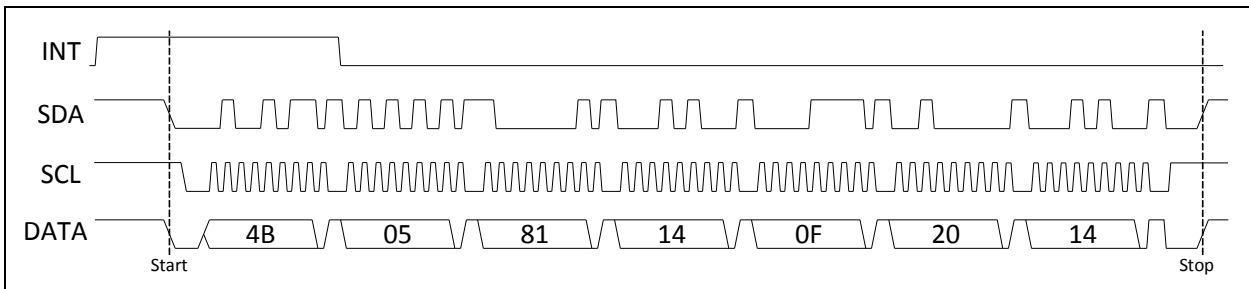 INT
SDA
SCL
DATA 4B 05 81 14 0F 20 14
Start Stop